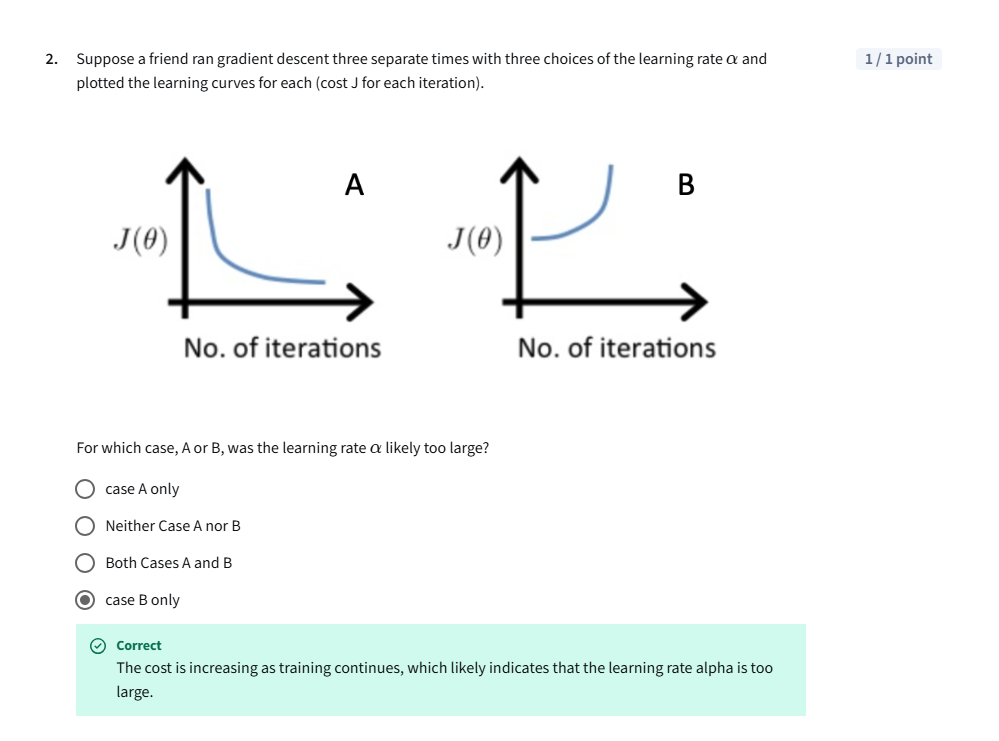 2. Suppose a friend ran gradient descent three separate times with three choices of the learning rate α and 1 / 1 point
plotted the learning curves for each (cost J for each iteration).
A
B
J(θ)
J(θ)
No. of iterations
No. of iterations
For which case, A or B, was the learning rate α likely too large?
case A only
Neither Case A nor B
Both Cases A and B
case B only
Correct
The cost is increasing as training continues, which likely indicates that the learning rate alpha is too
large.